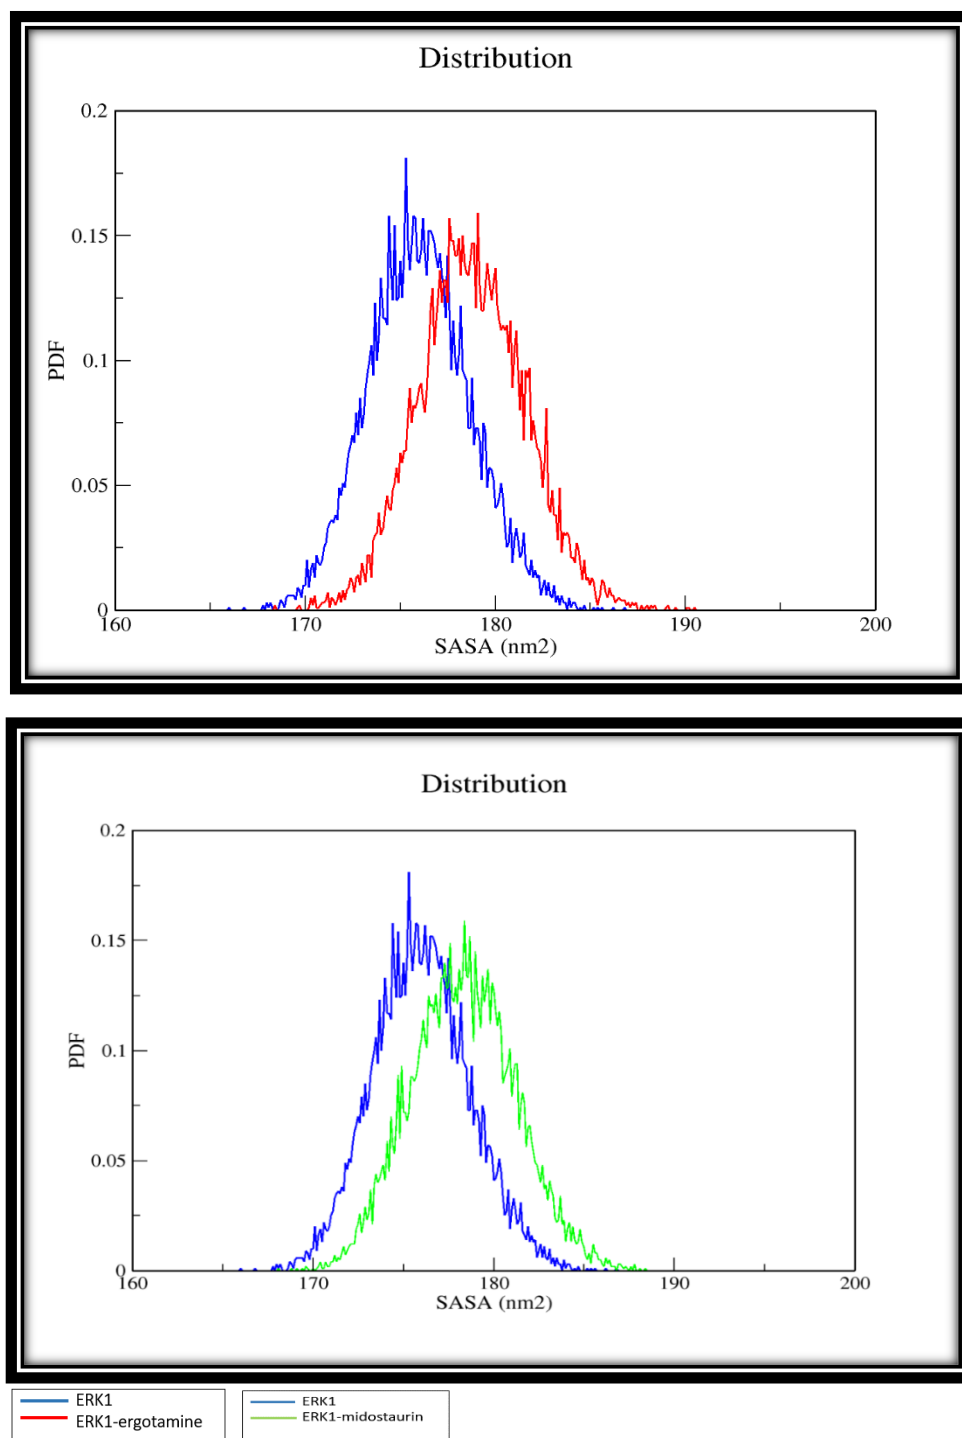 Distribution
0.2
0.15
0.1
0.05
0
PDF
160 170 180 190 200
SASA (nm2)
Distribution
0.2
0.15
0.1
0.05
0
PDF
160 170 180 190 200
SASA (nm2)
ERK1
ERK1-ergotamine
ERK1
ERK1-midostaurin